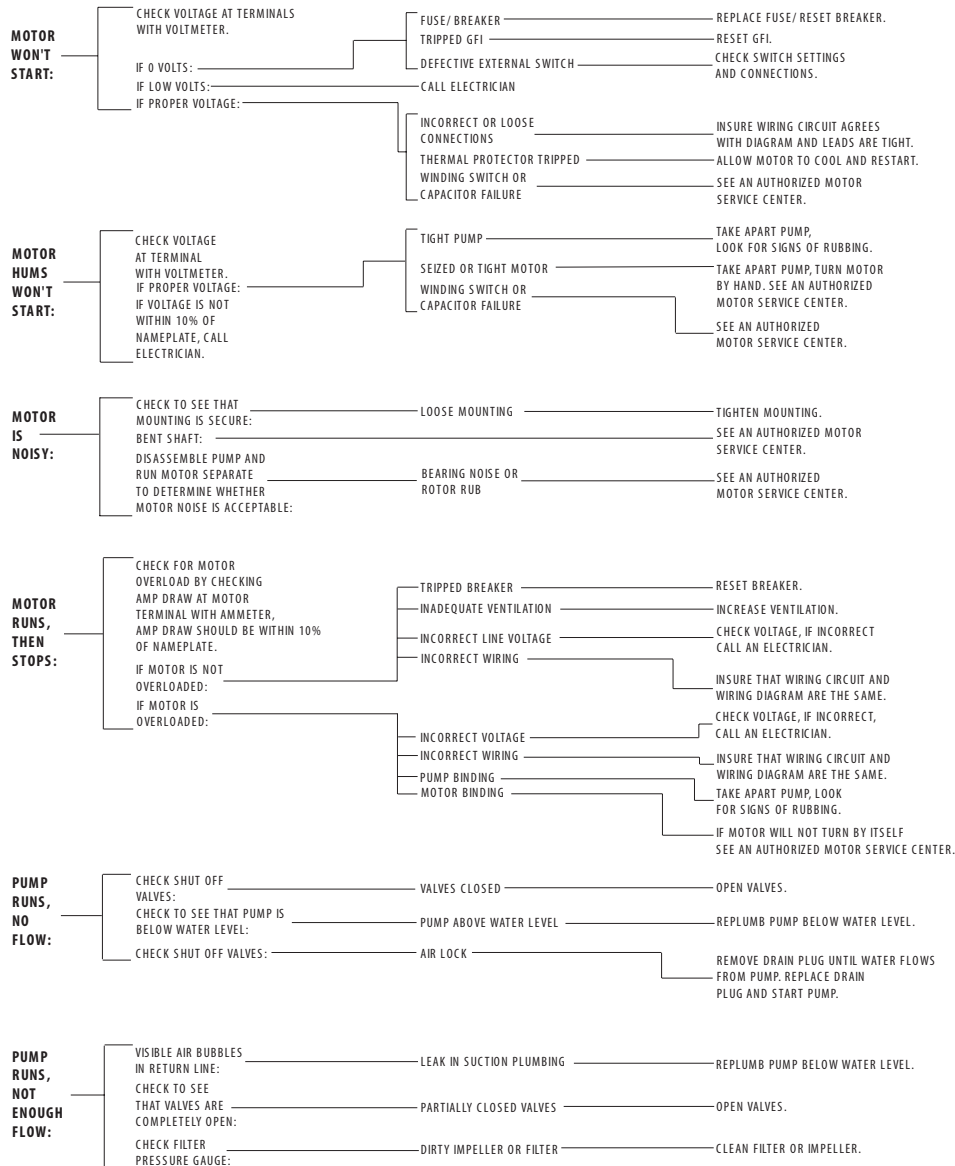 MOTOR
WON'T
START:
CHECK VOLTAGE AT TERMINALS
WITH VOLTMETER.
IF 0 VOLTS:
FUSE/ BREAKER
REPLACE FUSE/ RESET BREAKER.
TRIPPED GFI
RESET GFI.
DEFECTIVE EXTERNAL SWITCH
CHECK SWITCH SETTINGS
AND CONNECTIONS.
IF LOW VOLTS:
CALL ELECTRICIAN
IF PROPER VOLTAGE:
INCORRECT OR LOOSE
CONNECTIONS
INSURE WIRING CIRCUIT AGREES
WITH DIAGRAM AND LEADS ARE TIGHT.
THERMAL PROTECTOR TRIPPED
ALLOW MOTOR TO COOL AND RESTART.
WINDING SWITCH OR
CAPACITOR FAILURE
SEE AN AUTHORIZED MOTOR
SERVICE CENTER.
MOTOR
HUMS
WON'T
START:
CHECK VOLTAGE
AT TERMINAL
WITH VOLTMETER.
IF PROPER VOLTAGE:
IF VOLTAGE IS NOT
WITHIN 10% OF
NAMEPLATE, CALL
ELECTRICIAN.
TIGHT PUMP
TAKE APART PUMP,
LOOK FOR SIGNS OF RUBBING.
SEIZED OR TIGHT MOTOR
TAKE APART PUMP, TURN MOTOR
BY HAND. SEE AN AUTHORIZED
MOTOR SERVICE CENTER.
WINDING SWITCH OR
CAPACITOR FAILURE
SEE AN AUTHORIZED
MOTOR SERVICE CENTER.
MOTOR
IS
NOISY:
CHECK TO SEE THAT
MOUNTING IS SECURE:
LOOSE MOUNTING
TIGHTEN MOUNTING.
BENT SHAFT:
SEE AN AUTHORIZED MOTOR
SERVICE CENTER.
DISASSEMBLE PUMP AND
RUN MOTOR SEPARATE
TO DETERMINE WHETHER
MOTOR NOISE IS ACCEPTABLE:
BEARING NOISE OR
ROTOR RUB
SEE AN AUTHORIZED
MOTOR SERVICE CENTER.
MOTOR
RUNS,
THEN
STOPS:
CHECK FOR MOTOR
OVERLOAD BY CHECKING
AMP DRAW AT MOTOR
TERMINAL WITH AMMETER,
AMP DRAW SHOULD BE WITHIN 10%
OF NAMEPLATE.
IF MOTOR IS NOT
OVERLOADED:
TRIPPED BREAKER
RESET BREAKER.
INADEQUATE VENTILATION
INCREASE VENTILATION.
INCORRECT LINE VOLTAGE
CHECK VOLTAGE, IF INCORRECT
CALL AN ELECTRICIAN.
INCORRECT WIRING
INSURE THAT WIRING CIRCUIT AND
WIRING DIAGRAM ARE THE SAME.
IF MOTOR IS
OVERLOADED:
INCORRECT VOLTAGE
CHECK VOLTAGE, IF INCORRECT,
CALL AN ELECTRICIAN.
INCORRECT WIRING
INSURE THAT WIRING CIRCUIT AND
WIRING DIAGRAM ARE THE SAME.
PUMP BINDING
TAKE APART PUMP, LOOK
FOR SIGNS OF RUBBING.
MOTOR BINDING
IF MOTOR WILL NOT TURN BY ITSELF
SEE AN AUTHORIZED MOTOR SERVICE CENTER.
PUMP
RUNS,
NO
FLOW:
CHECK SHUT OFF
VALVES:
VALVES CLOSED
OPEN VALVES.
CHECK TO SEE THAT PUMP IS
BELOW WATER LEVEL:
PUMP ABOVE WATER LEVEL
REPLUMB PUMP BELOW WATER LEVEL.
CHECK SHUT OFF VALVES:
AIR LOCK
REMOVE DRAIN PLUG UNTIL WATER FLOWS
FROM PUMP. REPLACE DRAIN
PLUG AND START PUMP.
PUMP
RUNS,
NOT
ENOUGH
FLOW:
VISIBLE AIR BUBBLES
IN RETURN LINE:
LEAK IN SUCTION PLUMBING
REPLUMB PUMP BELOW WATER LEVEL.
CHECK TO SEE
THAT VALVES ARE
COMPLETELY OPEN:
PARTIALLY CLOSED VALVES
OPEN VALVES.
CHECK FILTER
PRESSURE GAUGE:
DIRTY IMPELLER OR FILTER
CLEAN FILTER OR IMPELLER.